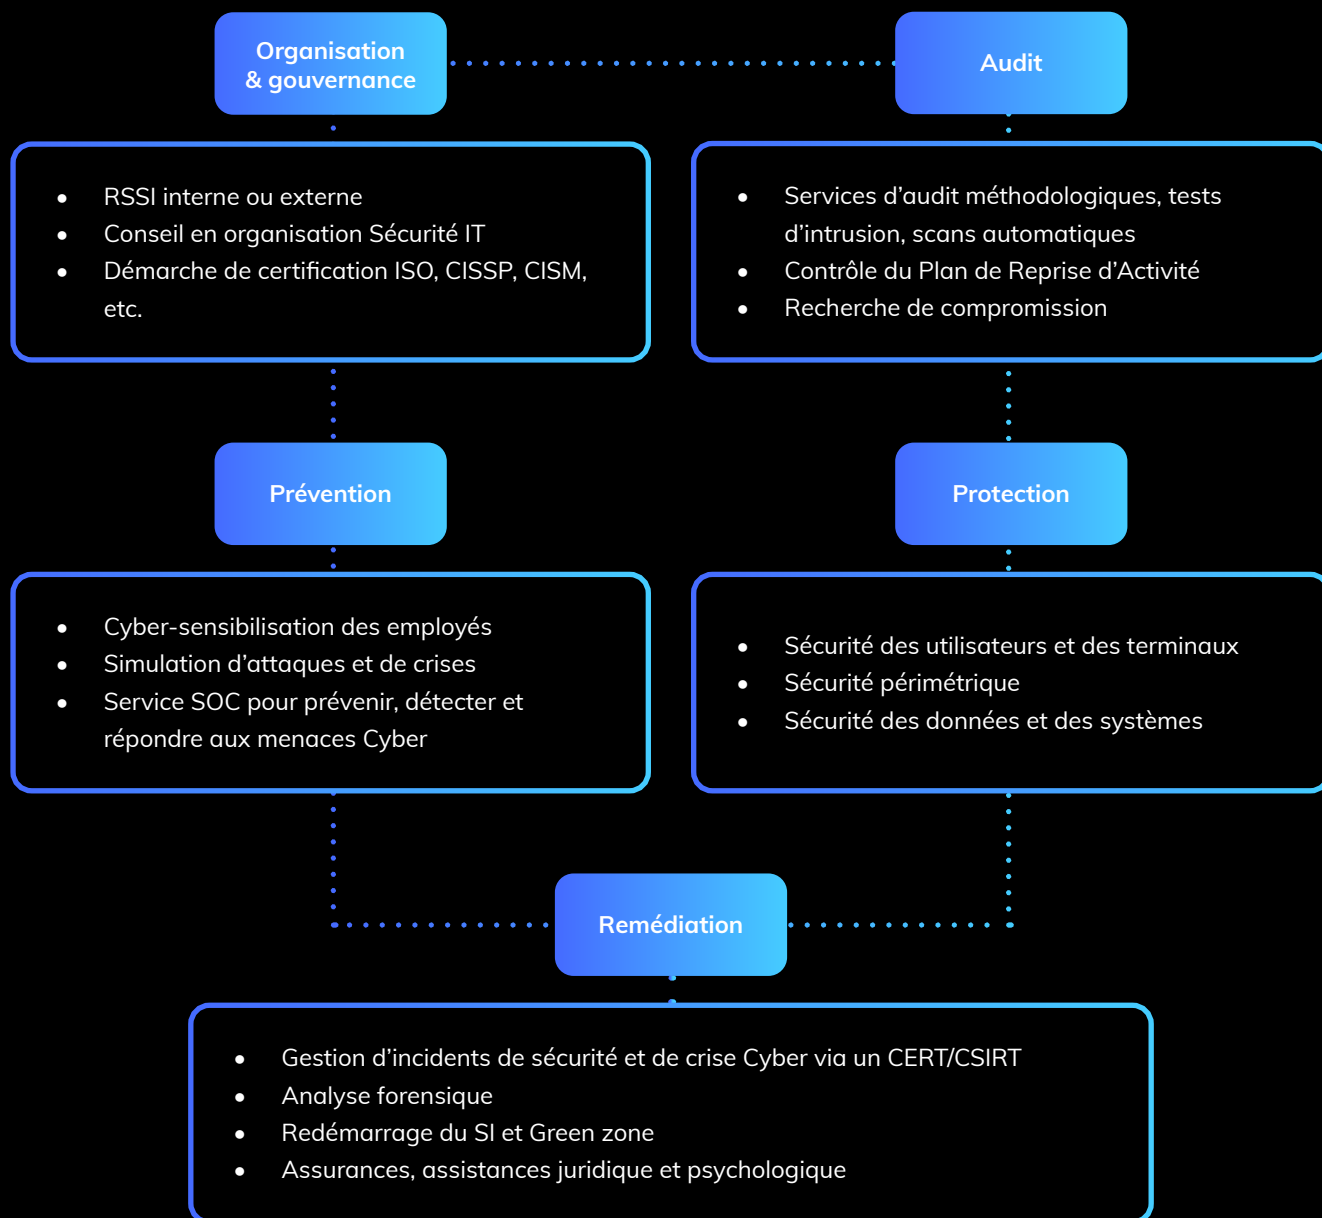 Organisation
& gouvernance
Audit
• RSSI interne ou externe
• Conseil en organisation Sécurité IT
• Démarche de certification ISO, CISSP, CISM,
etc.
• Services d’audit méthodologiques, tests
d’intrusion, scans automatiques
• Contrôle du Plan de Reprise d’Activité
• Recherche de compromission
Prévention
Protection
• Cyber-sensibilisation des employés
• Simulation d’attaques et de crises
• Service SOC pour prévenir, détecter et
répondre aux menaces Cyber
• Sécurité des utilisateurs et des terminaux
• Sécurité périmétrique
• Sécurité des données et des systèmes
Remédiation
• Gestion d’incidents de sécurité et de crise Cyber via un CERT/CSIRT
• Analyse forensique
• Redémarrage du SI et Green zone
• Assurances, assistances juridique et psychologique